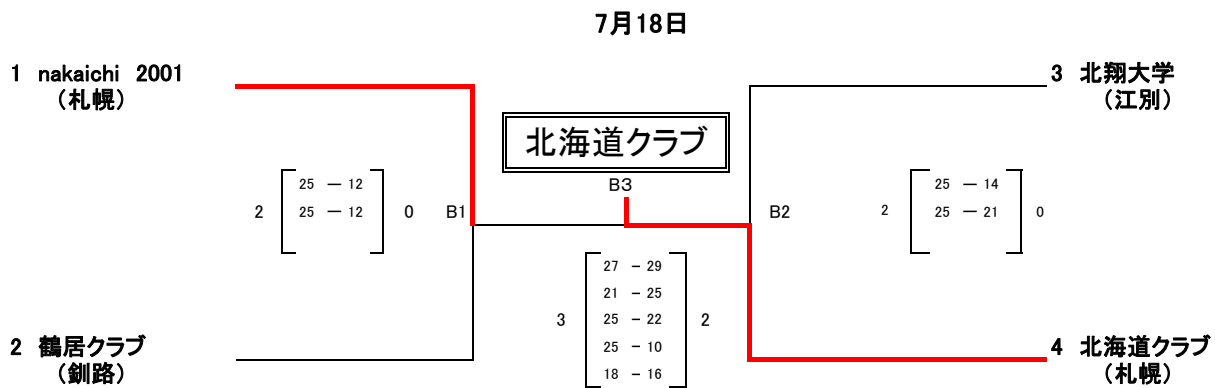 7月18日
1 nakaichi 2001
(札幌)
3 北翔大学
(江別)
北海道クラブ
B3
25 － 12
25 － 12
2
0
B1
B2
25 － 14
25 － 21
2
0
27 － 29
21 － 25
25 － 22
25 － 10
18 － 16
3
2
2 鶴居クラブ
(釧路)
4 北海道クラブ
(札幌)